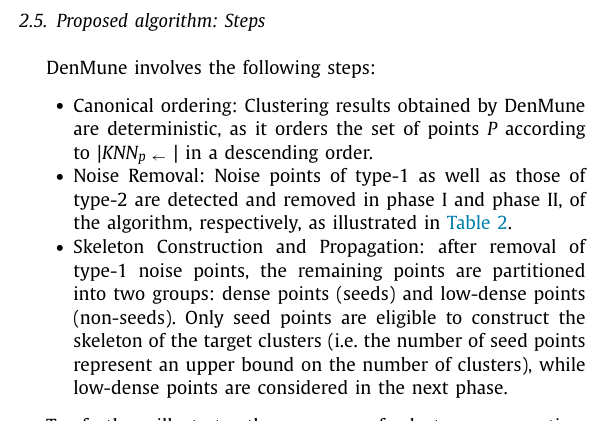 2.5. Proposed algorithm: Steps
DenMune involves the following steps:
• Canonical ordering: Clustering results obtained by DenMune
are deterministic, as it orders the set of points P according
to |KNNp ← | in a descending order.
• Noise Removal: Noise points of type-1 as well as those of
type-2 are detected and removed in phase I and phase II, of
the algorithm, respectively, as illustrated in Table 2.
• Skeleton Construction and Propagation: after removal of
type-1 noise points, the remaining points are partitioned
into two groups: dense points (seeds) and low-dense points
(non-seeds). Only seed points are eligible to construct the
skeleton of the target clusters (i.e. the number of seed points
represent an upper bound on the number of clusters), while
low-dense points are considered in the next phase.